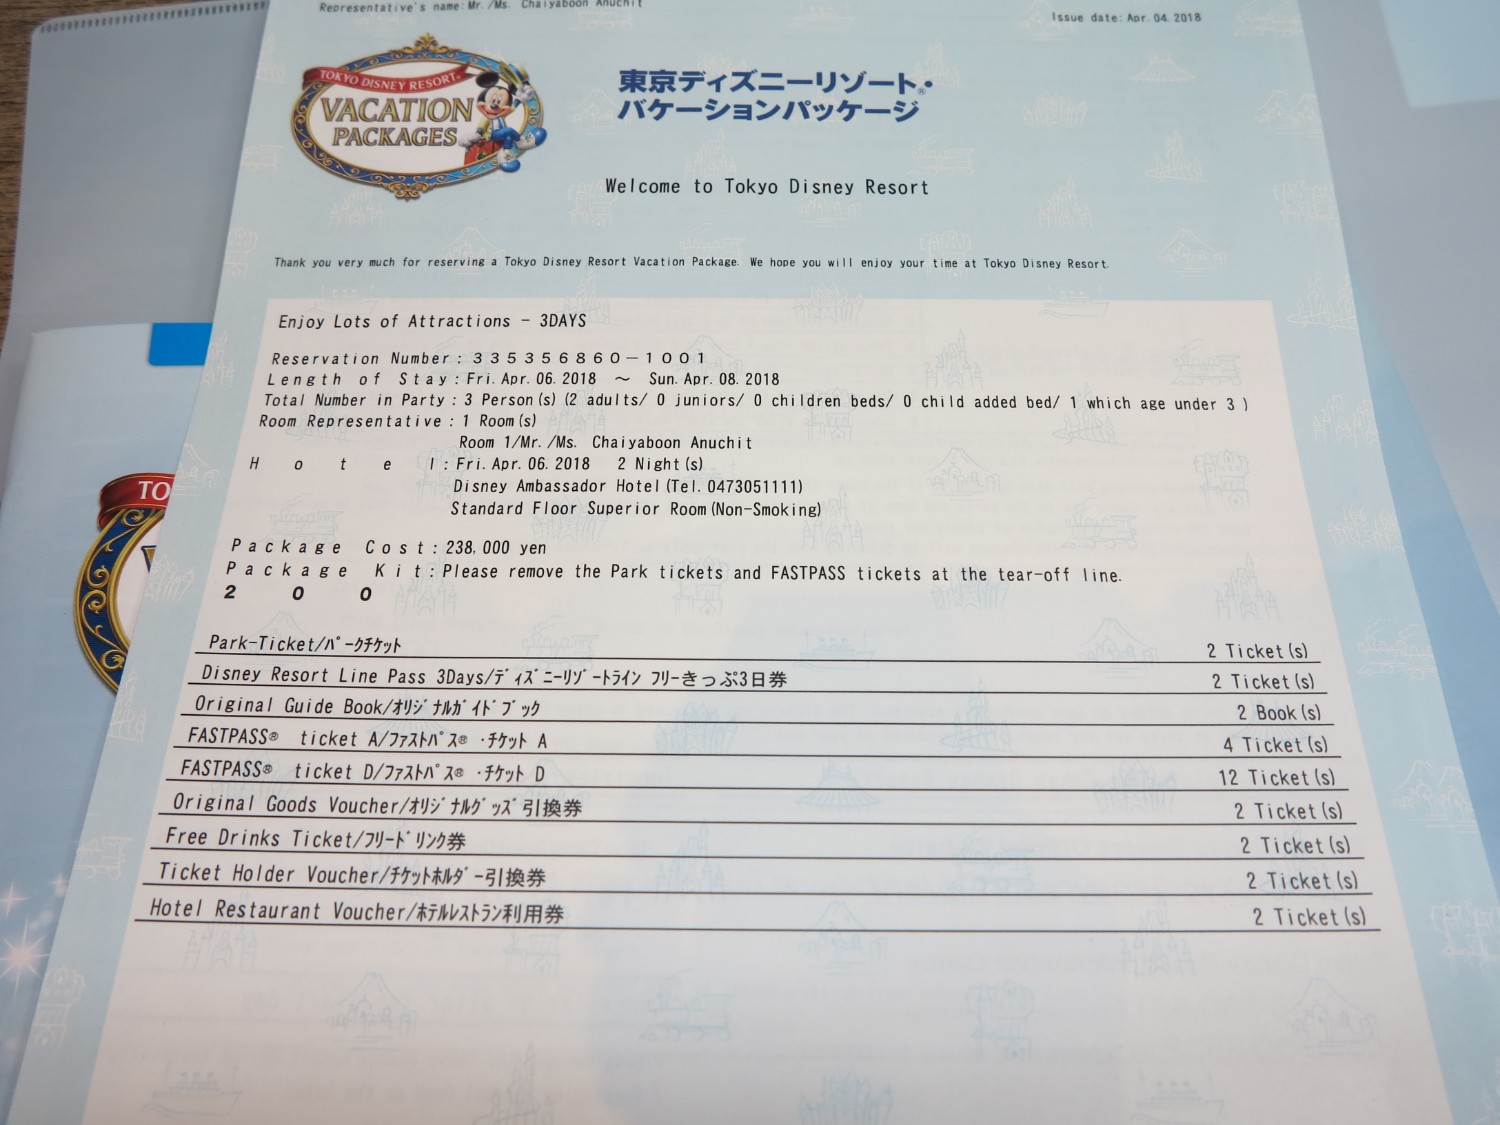 Representative's name:Mr./Ms. Chaiyaboon Anuchit
Issue date: Apr. 04. 2018
TOKYO DISNEY RESORT®
VACATION
PACKAGES
東京ディズニーリゾート®・
バケーションパッケージ
Welcome to Tokyo Disney Resort
Thank you very much for reserving a Tokyo Disney Resort Vacation Package. We hope you will enjoy your time at Tokyo Disney Resort.
Enjoy Lots of Attractions - 3DAYS
Reservation Number:３３５３５６８６０－１００１
Length of Stay:Fri. Apr. 06. 2018 ～ Sun. Apr. 08. 2018
Total Number in Party:3 Person(s) (2 adults/ 0 juniors/ 0 children beds/ 0 child added bed/ 1 which age under 3 )
Room Representative:1 Room(s)
Room 1/Mr./Ms. Chaiyaboon Anuchit
Hotel:Fri. Apr. 06. 2018 2 Night(s)
Disney Ambassador Hotel(Tel. 0473051111)
Standard Floor Superior Room(Non-Smoking)
Package Cost:238,000 yen
Package Kit:Please remove the Park tickets and FASTPASS tickets at the tear-off line.
2 0 0
Park-Ticket/ﾊﾟｰｸﾁｹｯﾄ 2 Ticket(s)
Disney Resort Line Pass 3Days/ﾃﾞｨｽﾞﾆｰﾘｿﾞｰﾄﾗｲﾝ ﾌﾘｰきっぷ3日券 2 Ticket(s)
Original Guide Book/ｵﾘｼﾞﾅﾙｶﾞｲﾄﾞﾌﾞｯｸ 2 Book(s)
FASTPASS® ticket A/ﾌｧｽﾄﾊﾟｽ® ･ﾁｹｯﾄ A 4 Ticket(s)
FASTPASS® ticket D/ﾌｧｽﾄﾊﾟｽ® ･ﾁｹｯﾄ D 12 Ticket(s)
Original Goods Voucher/ｵﾘｼﾞﾅﾙｸﾞｯｽﾞ引換券 2 Ticket(s)
Free Drinks Ticket/ﾌﾘｰﾄﾞﾘﾝｸ券 2 Ticket(s)
Ticket Holder Voucher/ﾁｹｯﾄﾎﾙﾀﾞｰ引換券 2 Ticket(s)
Hotel Restaurant Voucher/ﾎﾃﾙﾚｽﾄﾗﾝ利用券 2 Ticket(s)
TO